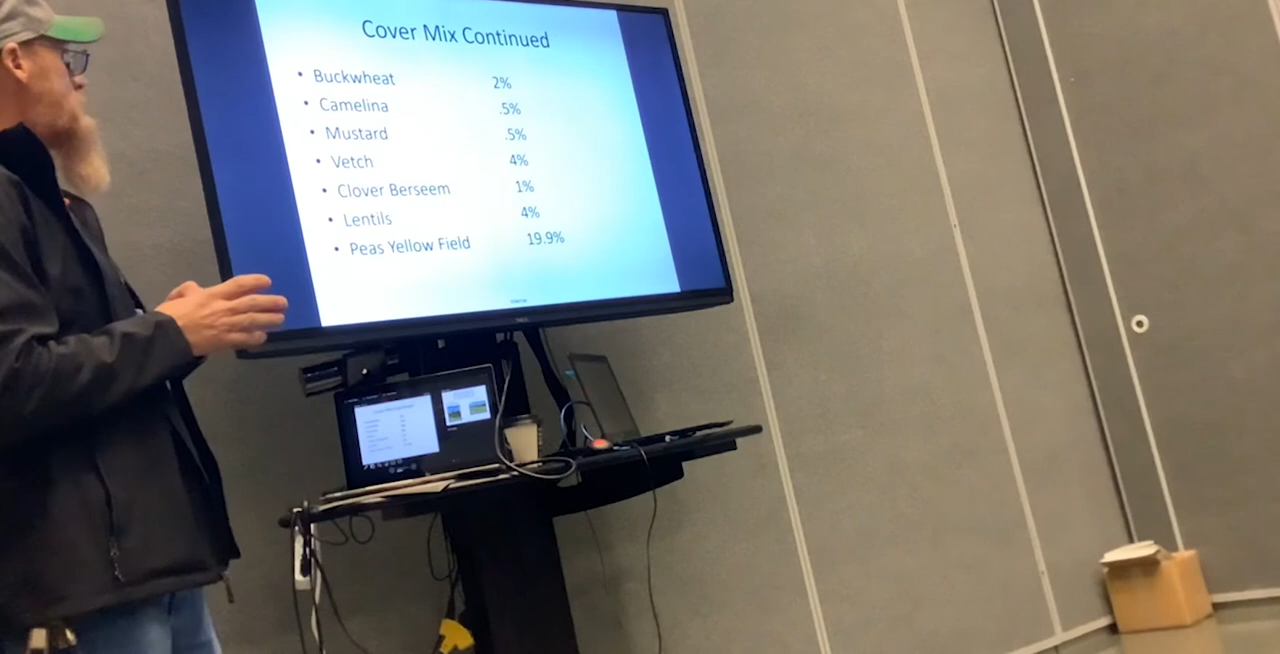 Cover Mix Continued
• Buckwheat 2%
• Camelina .5%
• Mustard .5%
• Vetch 4%
• Clover Berseem 1%
• Lentils 4%
• Peas Yellow Field 19.9%